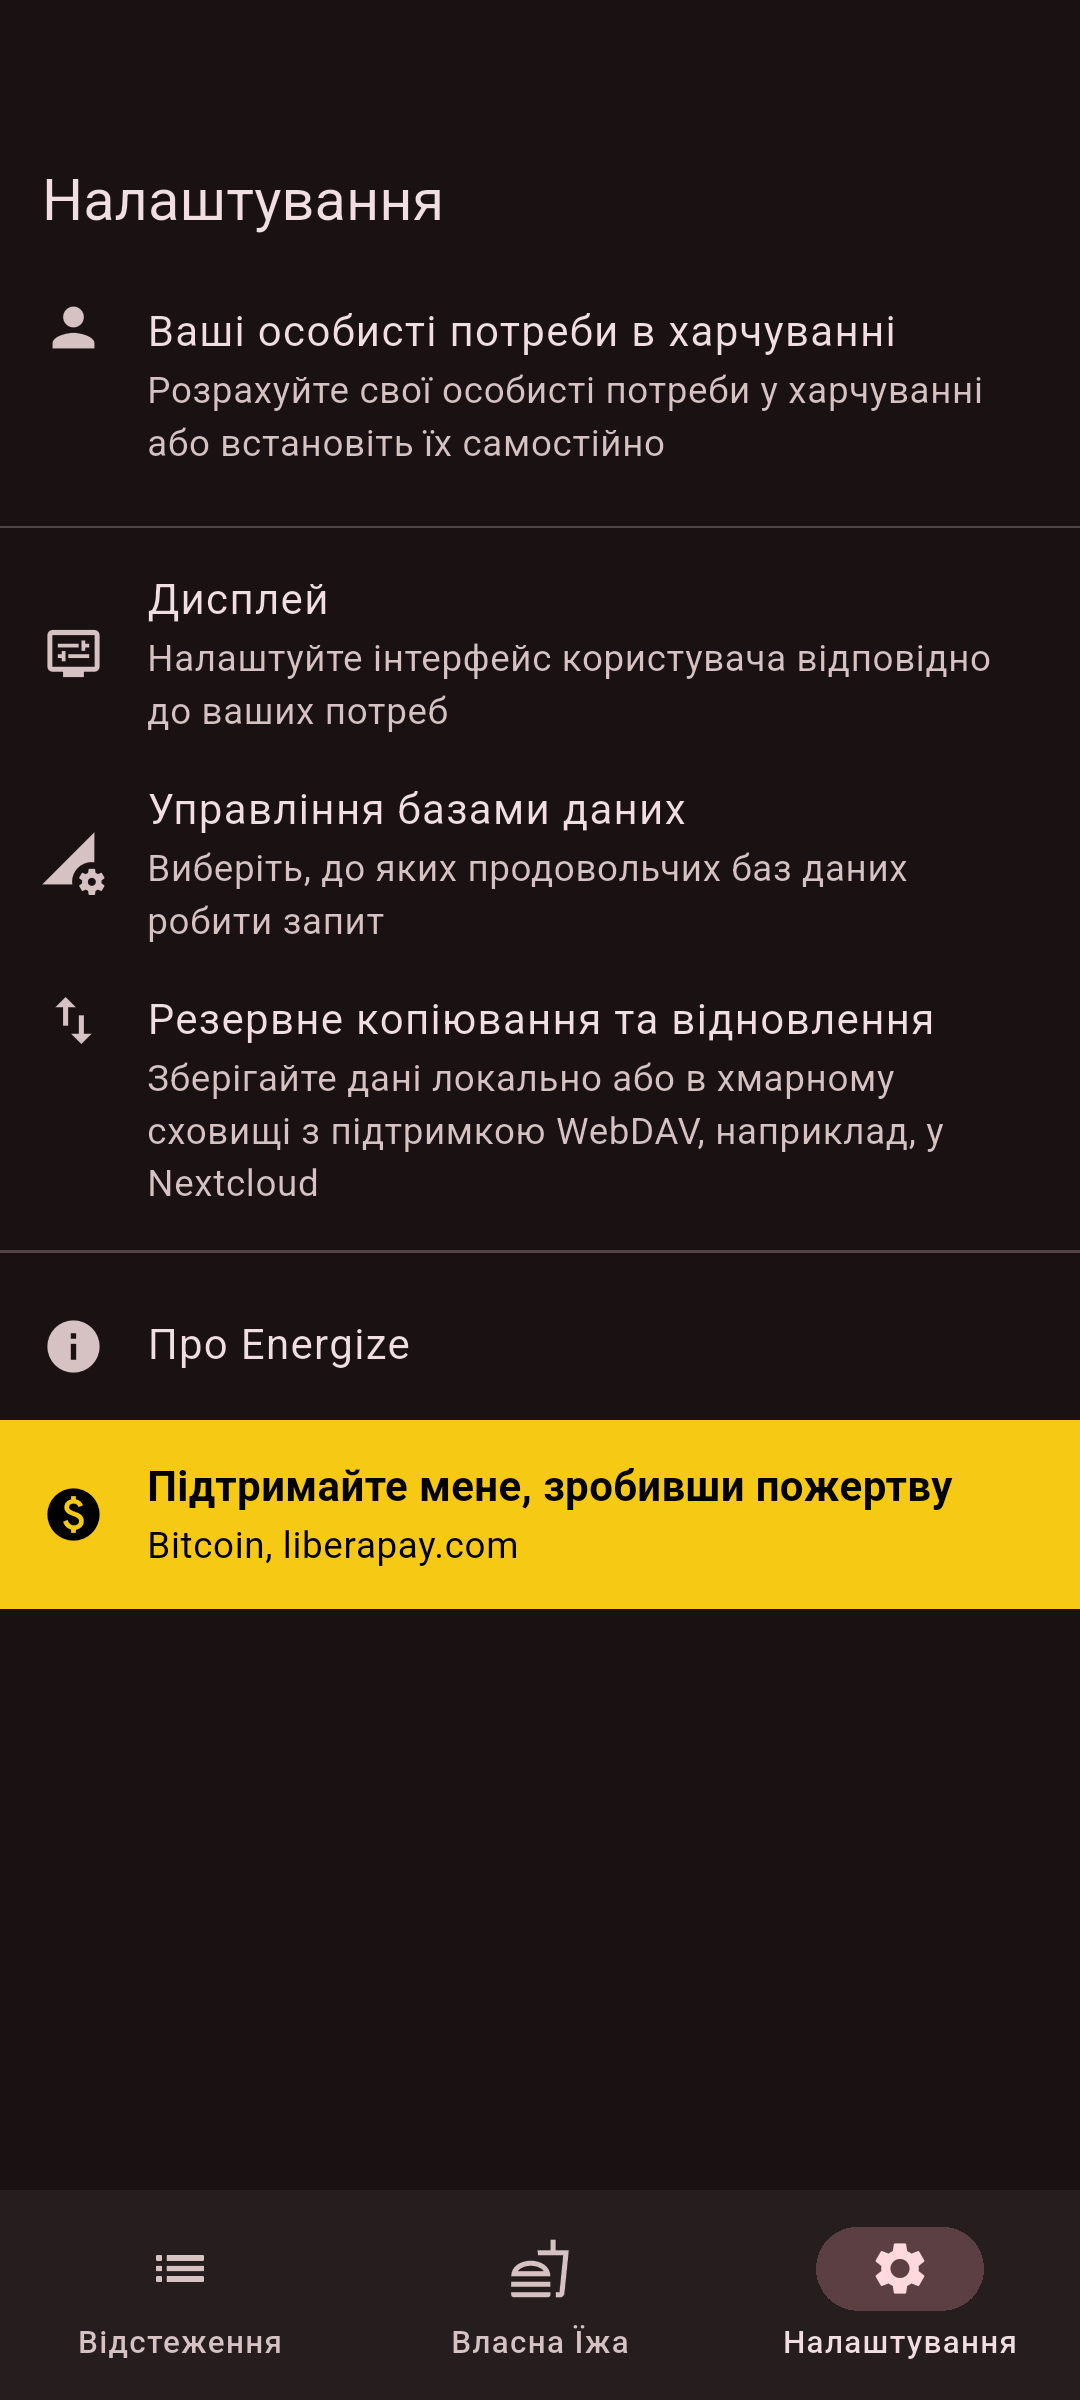 Налаштування
Ваші особисті потреби в харчуванні
Розрахуйте свої особисті потреби у харчуванні
або встановіть їх самостійно
Дисплей
Налаштуйте інтерфейс користувача відповідно
до ваших потреб
Управління базами даних
Виберіть, до яких продовольчих баз даних
робити запит
Резервне копіювання та відновлення
Зберігайте дані локально або в хмарному
сховищі з підтримкою WebDAV, наприклад, у
Nextcloud
Про Energize
Підтримайте мене, зробивши пожертву
Bitcoin, liberapay.com
Відстеження
Власна Їжа
Налаштування